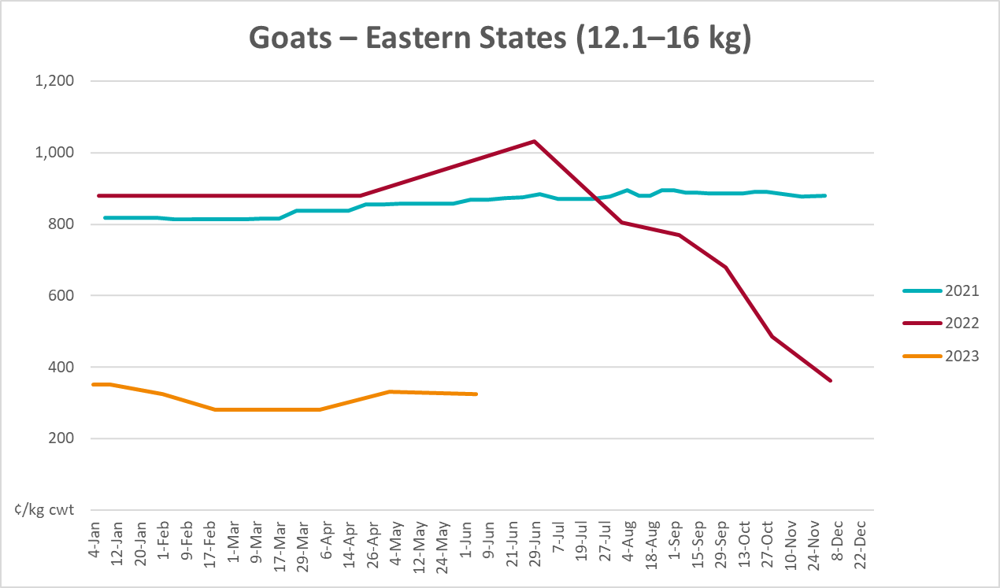 Goats – Eastern States (12.1–16 kg)
1,200
1,000
800
600
400
200
¢/kg cwt
4-Jan
12-Jan
20-Jan
1-Feb
9-Feb
17-Feb
1-Mar
9-Mar
17-Mar
29-Mar
6-Apr
14-Apr
26-Apr
4-May
12-May
24-May
1-Jun
9-Jun
21-Jun
29-Jun
7-Jul
19-Jul
27-Jul
4-Aug
18-Aug
1-Sep
15-Sep
29-Sep
13-Oct
27-Oct
10-Nov
24-Nov
8-Dec
22-Dec
2021
2022
2023